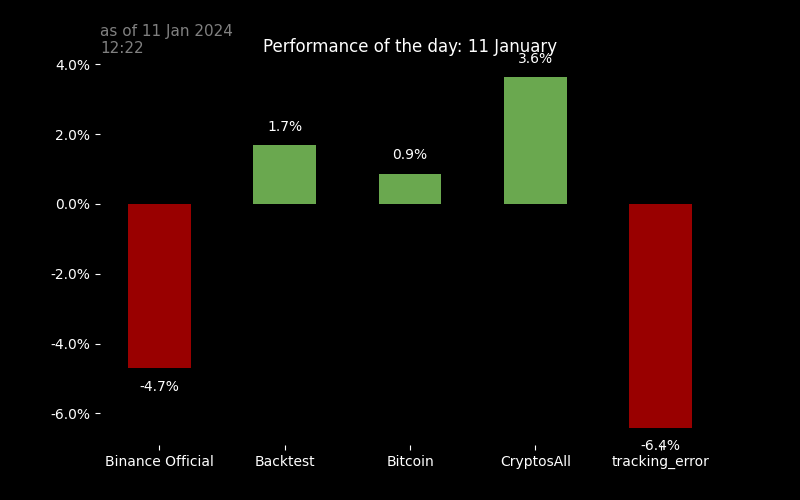 as of 11 Jan 2024
12:22
Performance of the day: 11 January
4.0%
2.0%
0.0%
-2.0%
-4.0%
-6.0%
-4.7%
1.7%
0.9%
3.6%
-6.4%
Binance Official
Backtest
Bitcoin
CryptosAll
tracking_error